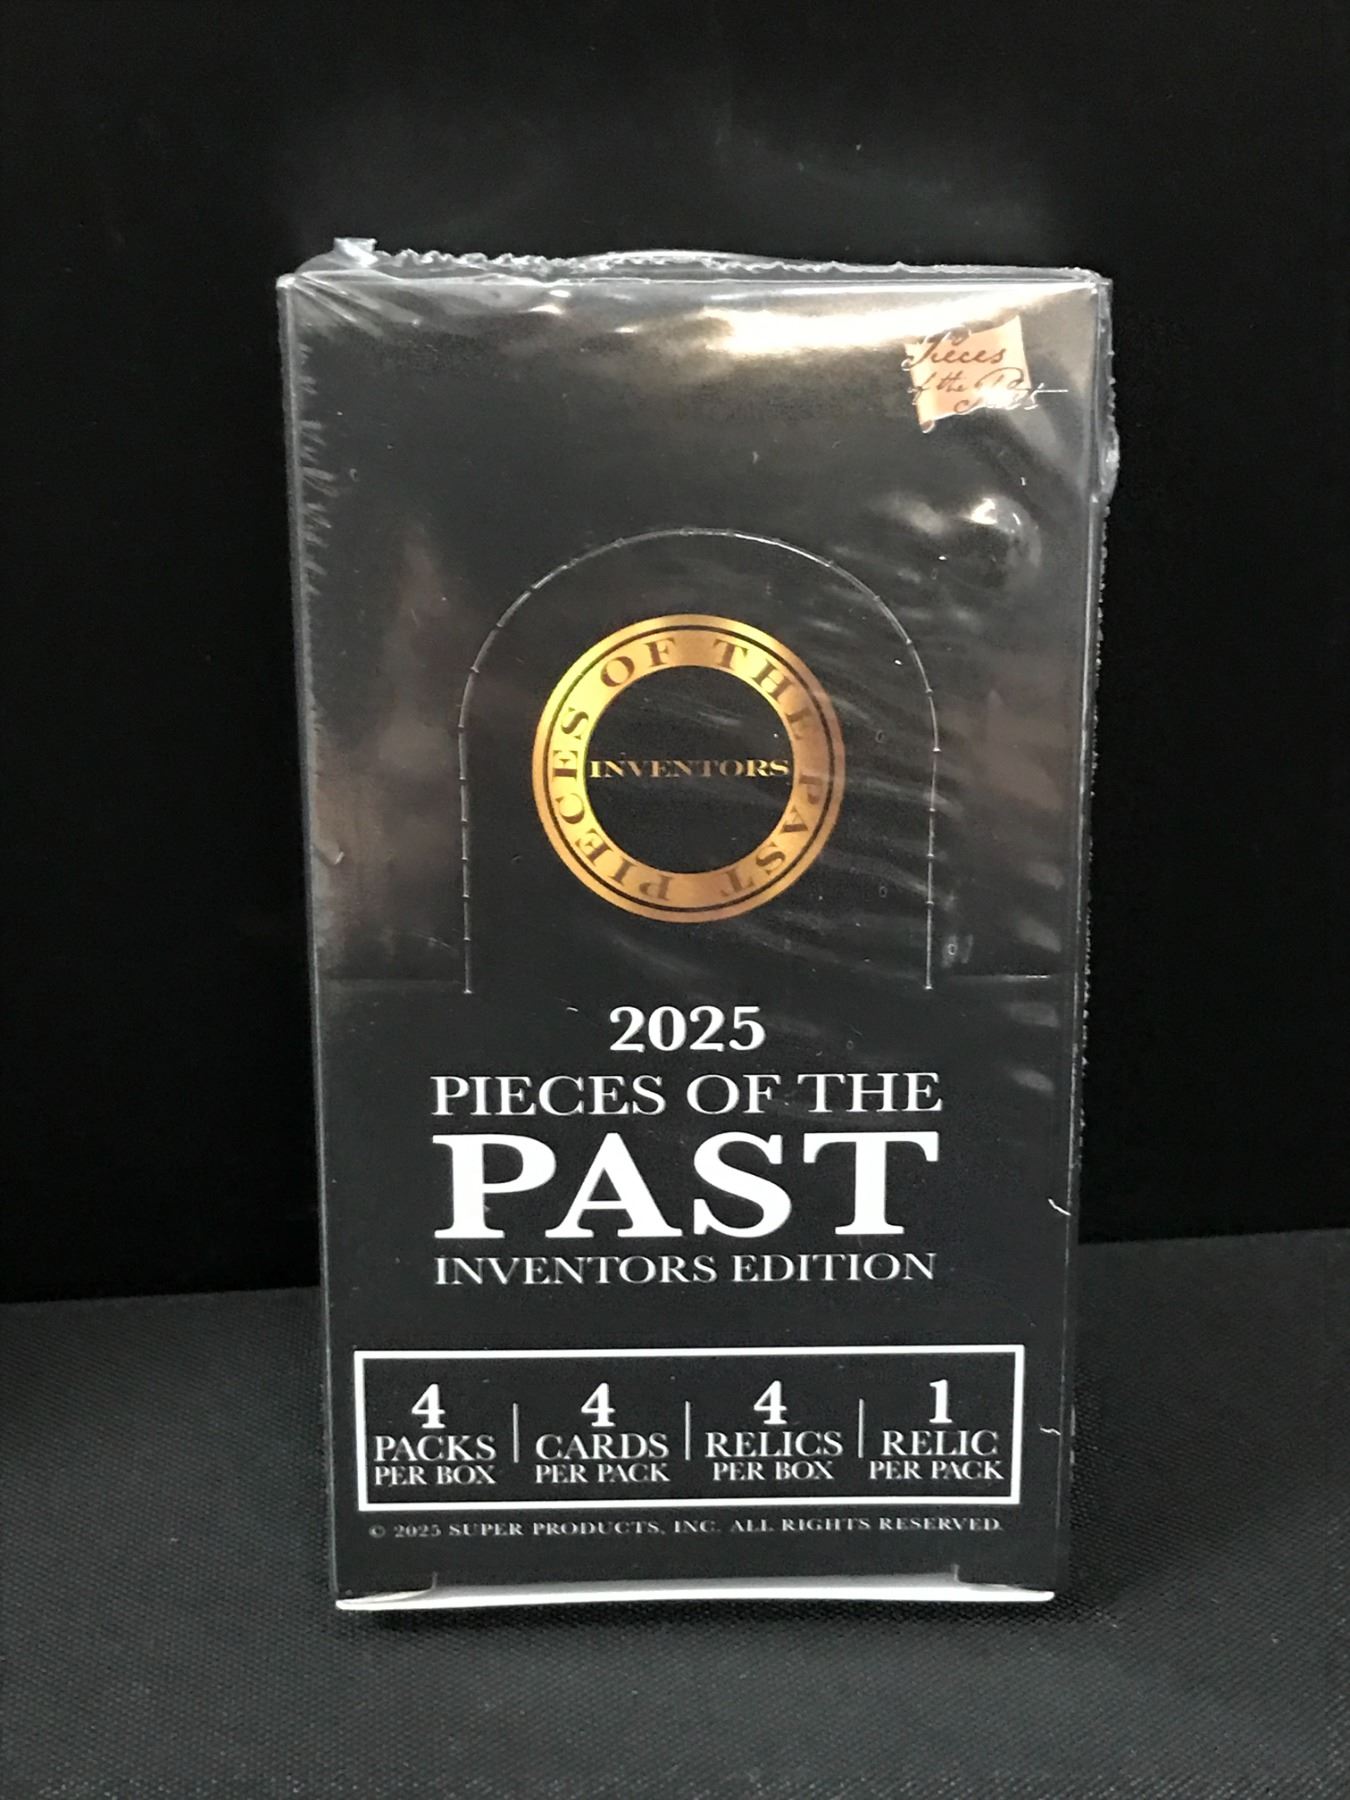 Pieces
of the Past
PIECES OF THE PAST
INVENTORS
2025
PIECES OF THE
PAST
INVENTORS EDITION
4
PACKS
PER BOX
4
CARDS
PER PACK
4
RELICS
PER BOX
1
RELIC
PER PACK
© 2025 SUPER PRODUCTS, INC. ALL RIGHTS RESERVED.